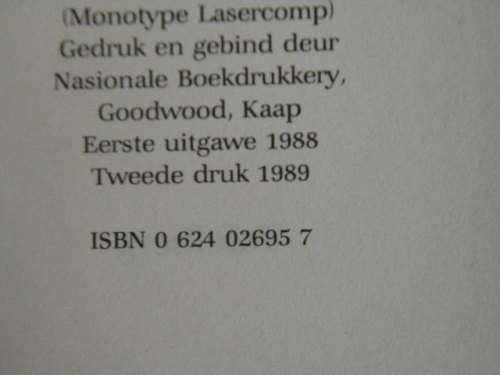 (Monotype Lasercomp)
Gedruk en gebind deur
Nasionale Boekdrukkery,
Goodwood, Kaap
Eerste uitgawe 1988
Tweede druk 1989
ISBN 0 624 02695 7